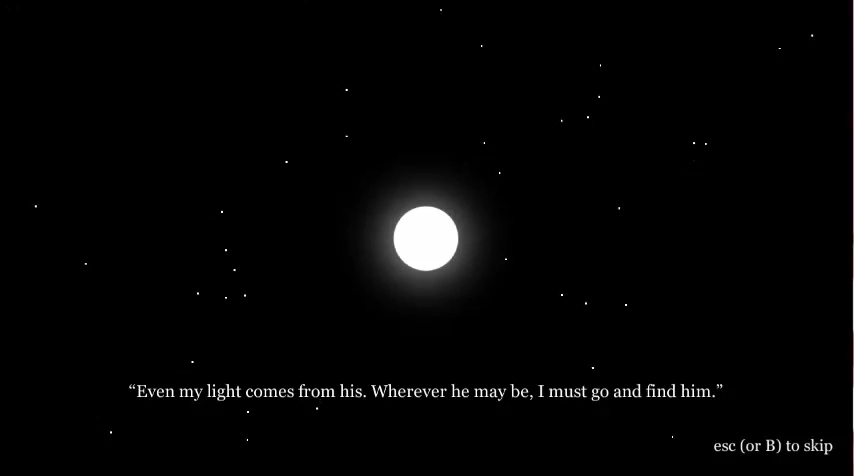 “Even my light comes from his. Wherever he may be, I must go and find him.”
esc (or B) to skip